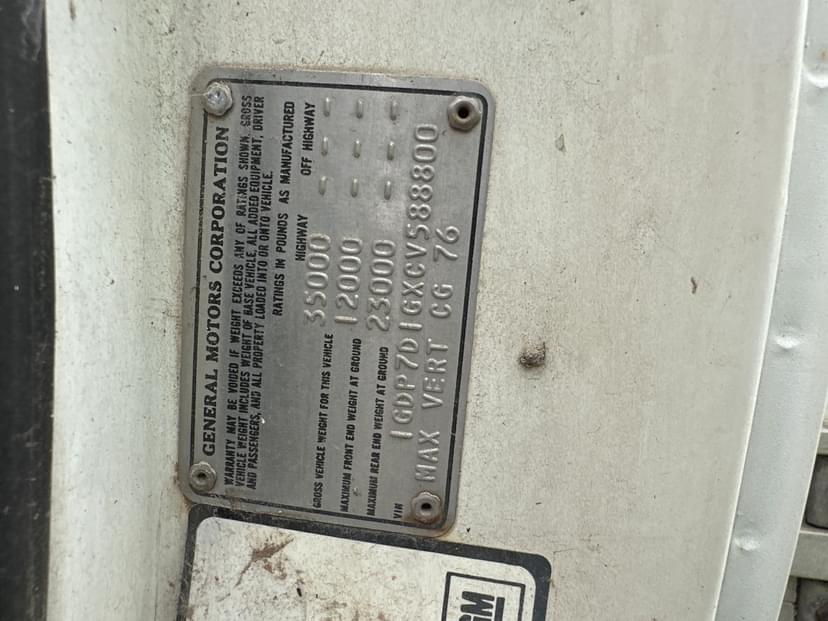 GENERAL MOTORS CORPORATION
WARRANTY MAY BE VOIDED IF WEIGHT EXCEEDS ANY OF RATINGS SHOWN. GROSS
VEHICLE WEIGHT INCLUDES WEIGHT OF BASE VEHICLE, ALL ADDED EQUIPMENT, DRIVER
AND PASSENGERS, AND ALL PROPERTY LOADED INTO OR ONTO VEHICLE.
RATINGS IN POUNDS AS MANUFACTURED
HIGHWAY OFF HIGHWAY
GROSS VEHICLE WEIGHT FOR THIS VEHICLE 35000 - - -
MAXIMUM FRONT END WEIGHT AT GROUND 12000 - - -
MAXIMUM REAR END WEIGHT AT GROUND 23000 - - -
VIN 1GDP7D1GXCV588800
MAX VERT CG 76
GM